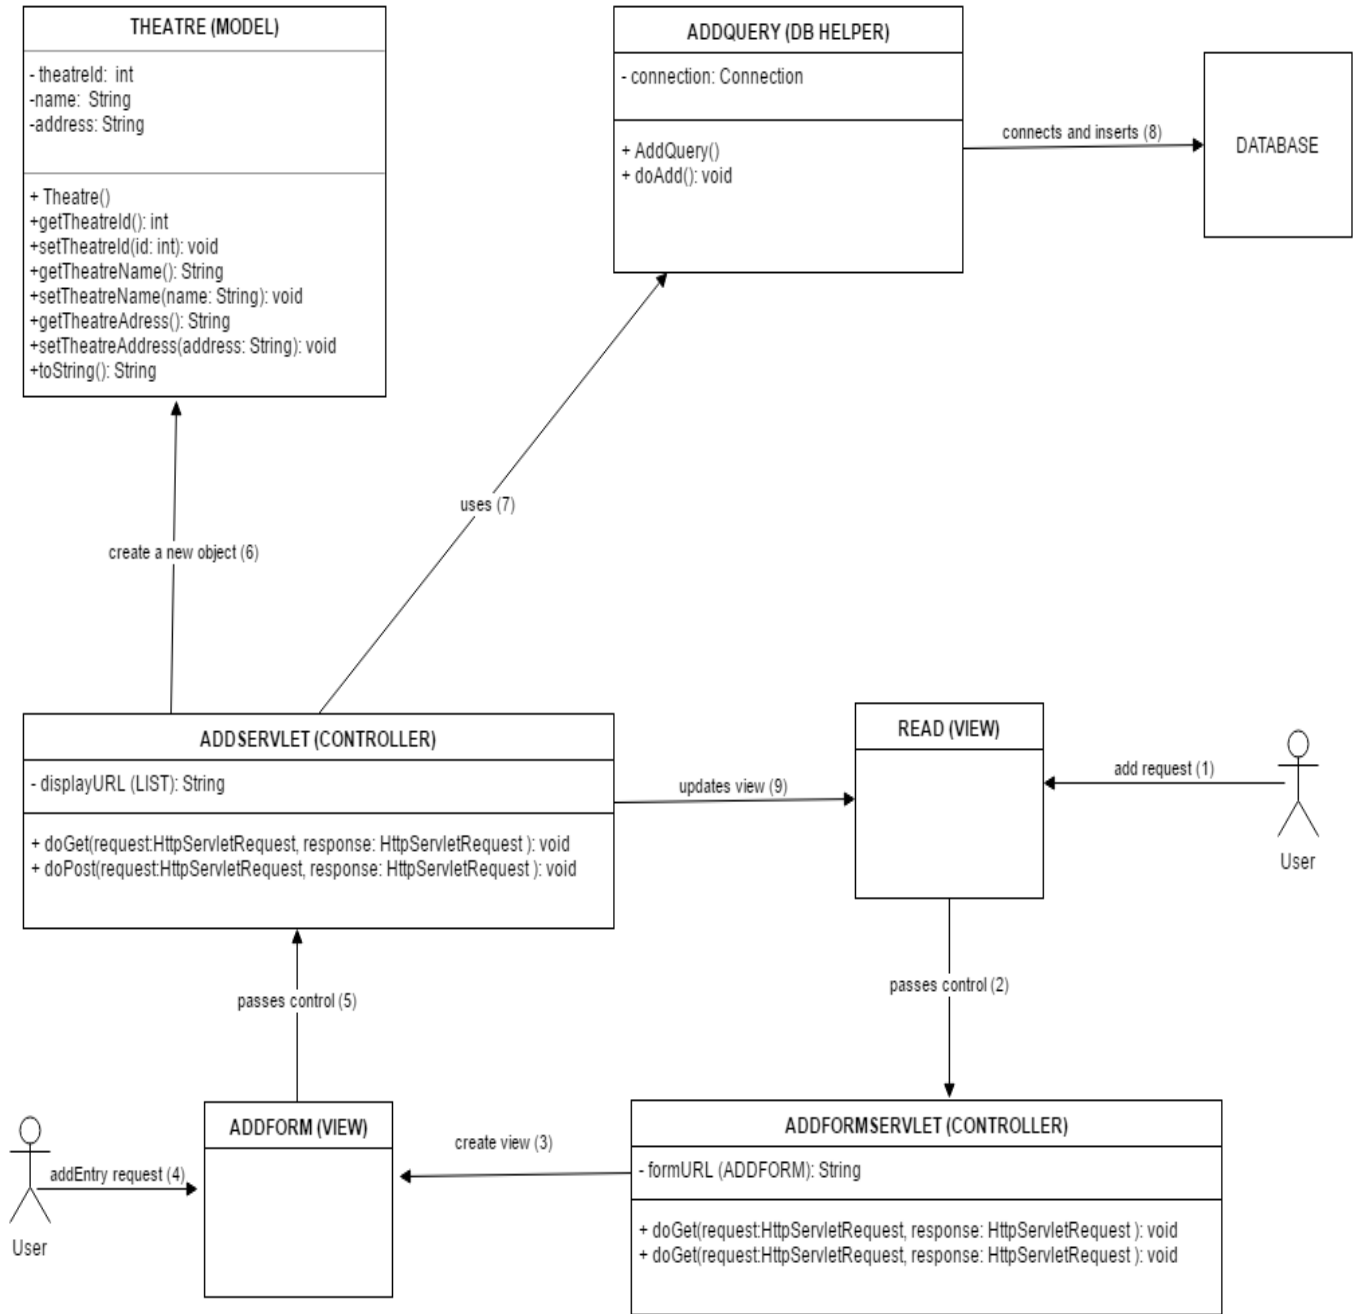 THEATRE (MODEL)
- theatreId:  int
-name:  String
-address: String
+ Theatre()
+getTheatreId(): int
+setTheatreId(id: int): void
+getTheatreName(): String
+setTheatreName(name: String): void
+getTheatreAdress(): String
+setTheatreAddress(address: String): void
+toString(): String
ADDQUERY (DB HELPER)
- connection: Connection
+ AddQuery()
+ doAdd(): void
connects and inserts (8)
DATABASE
uses (7)
create a new object (6)
ADDSERVLET (CONTROLLER)
- displayURL (LIST): String
+ doGet(request:HttpServletRequest, response: HttpServletRequest ): void
+ doPost(request:HttpServletRequest, response: HttpServletRequest ): void
updates view (9)
READ (VIEW)
add request (1)
User
passes control (5)
passes control (2)
ADDFORM (VIEW)
addEntry request (4)
User
create view (3)
ADDFORMSERVLET (CONTROLLER)
- formURL (ADDFORM): String
+ doGet(request:HttpServletRequest, response: HttpServletRequest ): void
+ doGet(request:HttpServletRequest, response: HttpServletRequest ): void